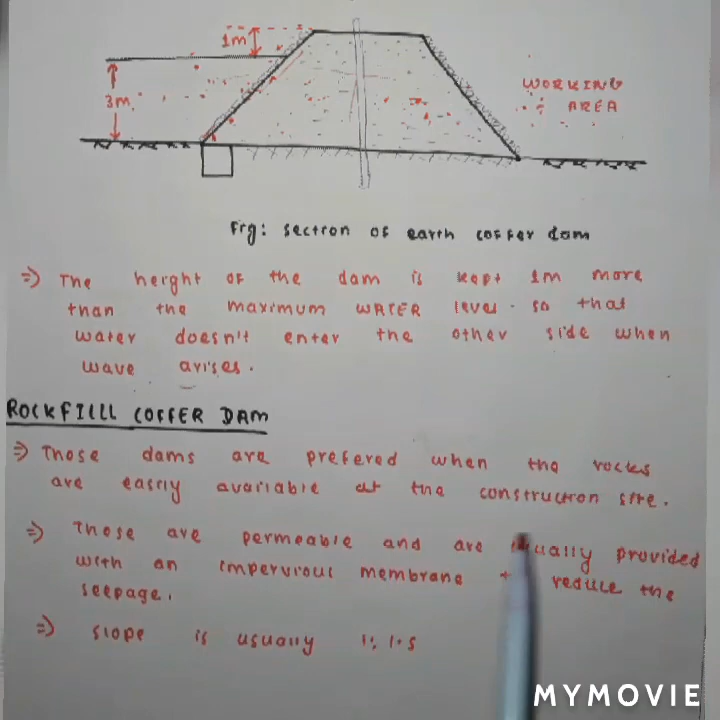 1m
3m
WORKING
AREA
Fig: section of earth coffer dam
=> The height of the dam is kept 1m more
than the maximum WATER level. so that
water doesn't enter the other side when
wave arises.
ROCKFILLL COFFER DAM
=> Those dams are prefered when the rocks
are easily available at the construction site.
=> Those are permeable and are usually provided
with an impervious membrane to reduce the
seepage.
=> slope is usually 1:1.5
MYMOVIE